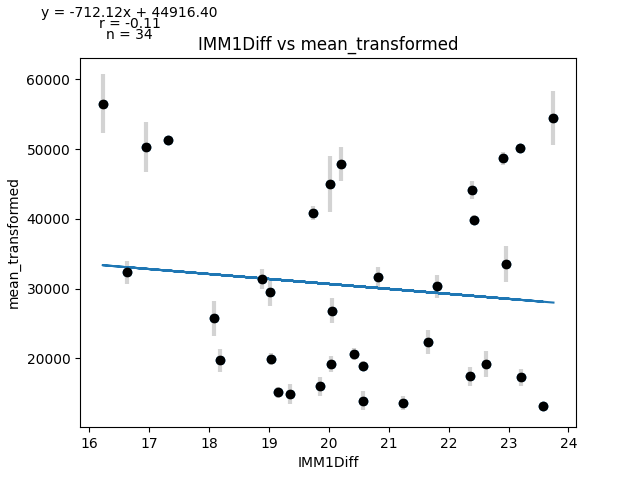 y = -712.12x + 44916.40
r = -0.11
n = 34
IMM1Diff vs mean_transformed
60000
50000
40000
30000
20000
mean_transformed
16 17 18 19 20 21 22 23 24
IMM1Diff